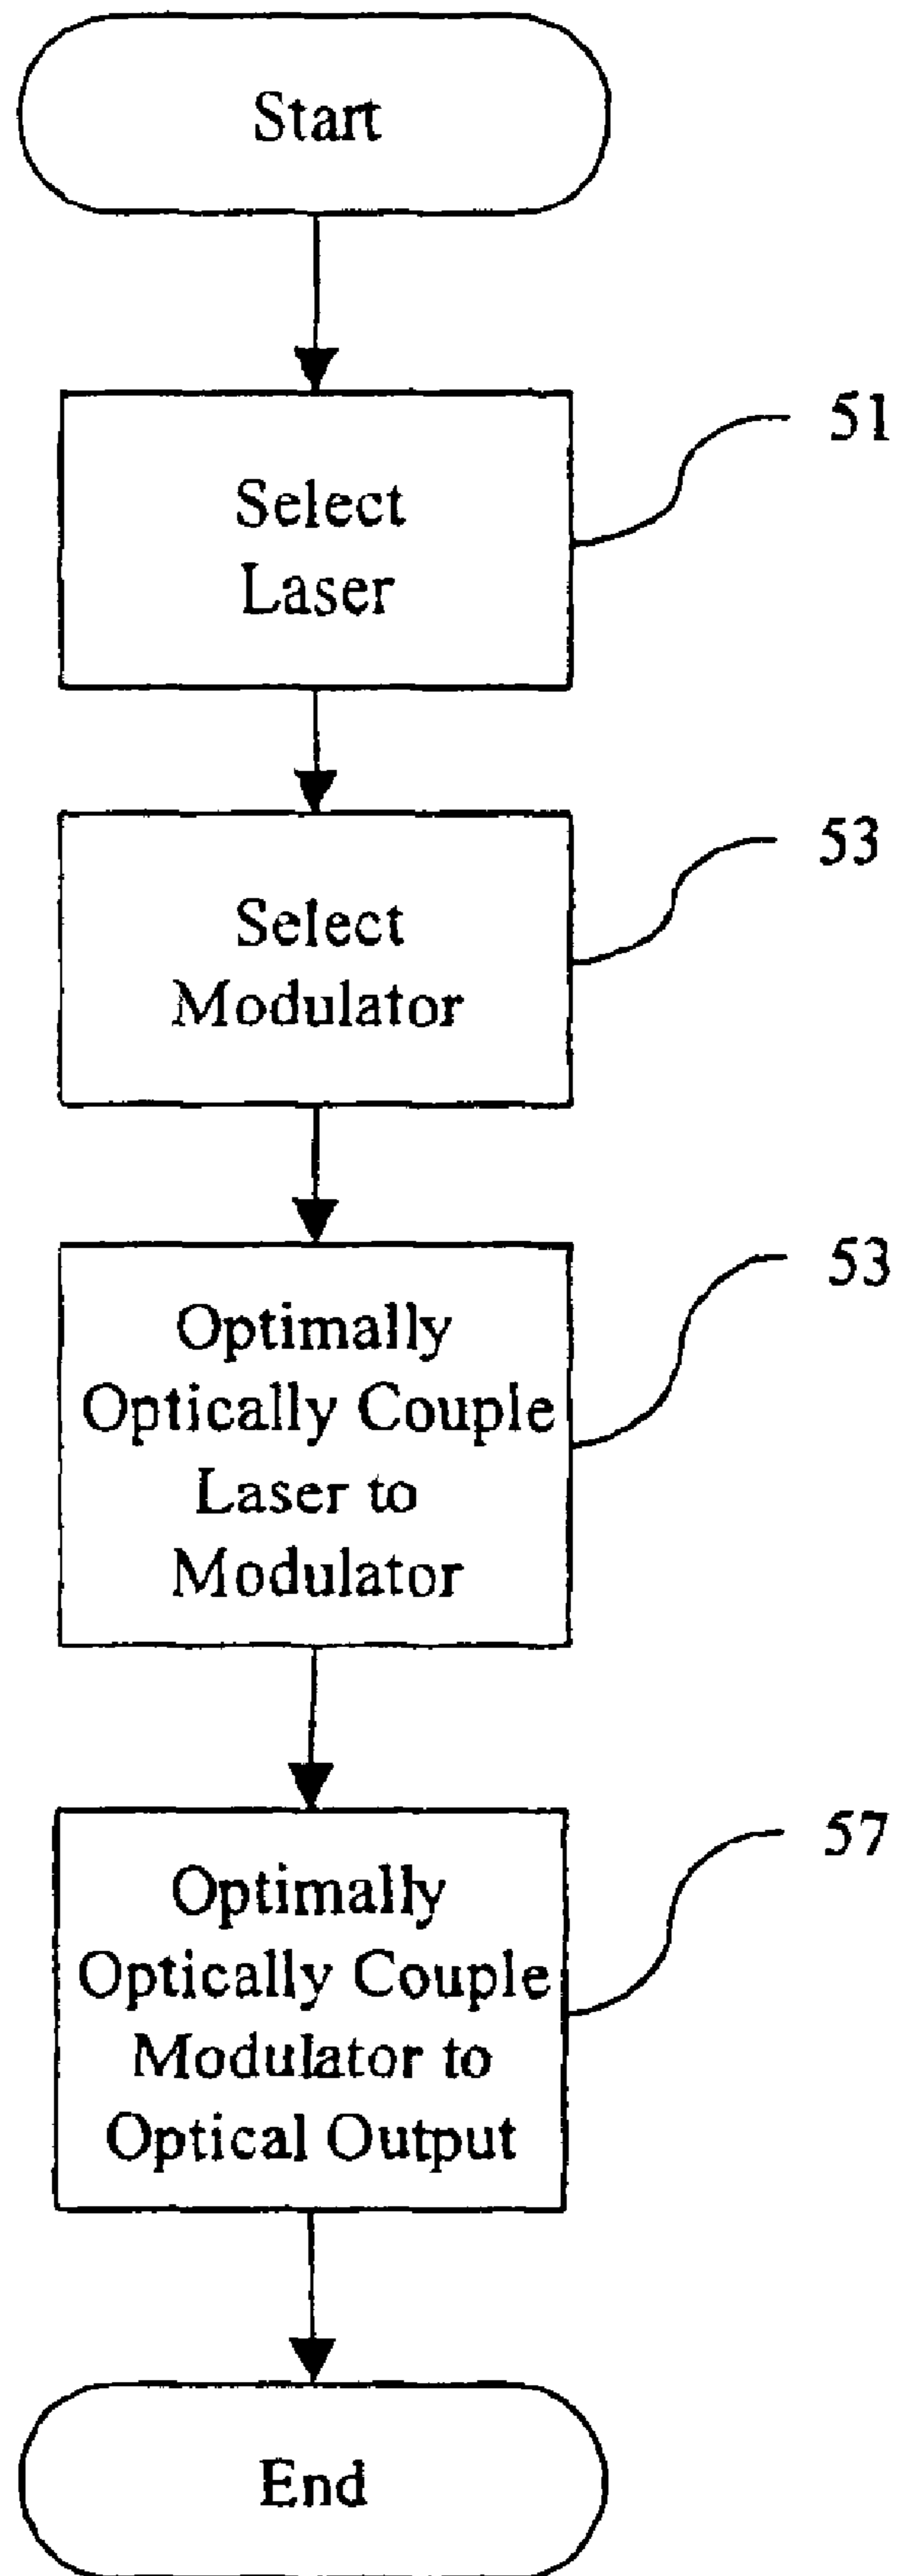 Start
51
Select
Laser
53
Select
Modulator
53
Optimally
Optically Couple
Laser to
Modulator
57
Optimally
Optically Couple
Modulator to
Optical Output
End